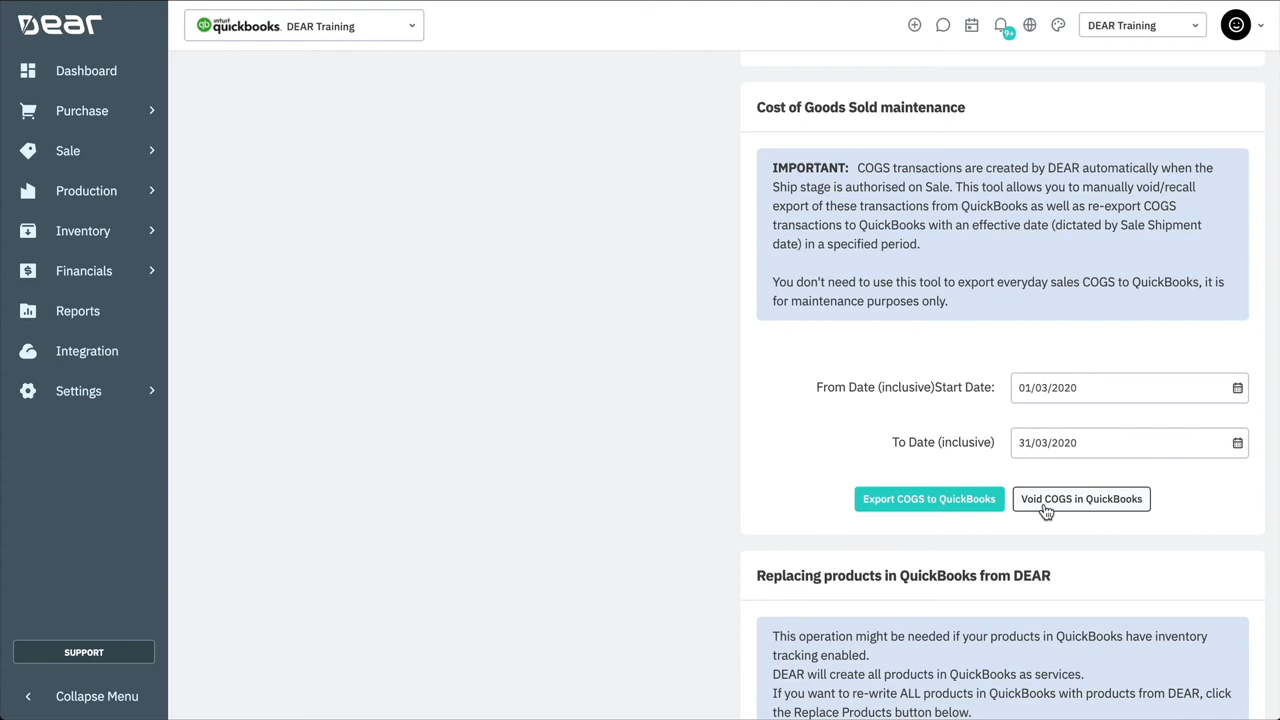 DEAR
intuit
quickbooks. DEAR Training
9+
DEAR Training
Dashboard
Purchase
Sale
Production
Inventory
Financials
Reports
Integration
Settings
SUPPORT
Collapse Menu
Cost of Goods Sold maintenance
IMPORTANT: COGS transactions are created by DEAR automatically when the
Ship stage is authorised on Sale. This tool allows you to manually void/recall
export of these transactions from QuickBooks as well as re-export COGS
transactions to QuickBooks with an effective date (dictated by Sale Shipment
date) in a specified period.
You don't need to use this tool to export everyday sales COGS to QuickBooks, it is
for maintenance purposes only.
From Date (inclusive)Start Date:
01/03/2020
To Date (inclusive)
31/03/2020
Export COGS to QuickBooks
Void COGS in QuickBooks
Replacing products in QuickBooks from DEAR
This operation might be needed if your products in QuickBooks have inventory
tracking enabled.
DEAR will create all products in QuickBooks as services.
If you want to re-write ALL products in QuickBooks with products from DEAR, click
the Replace Products button below.